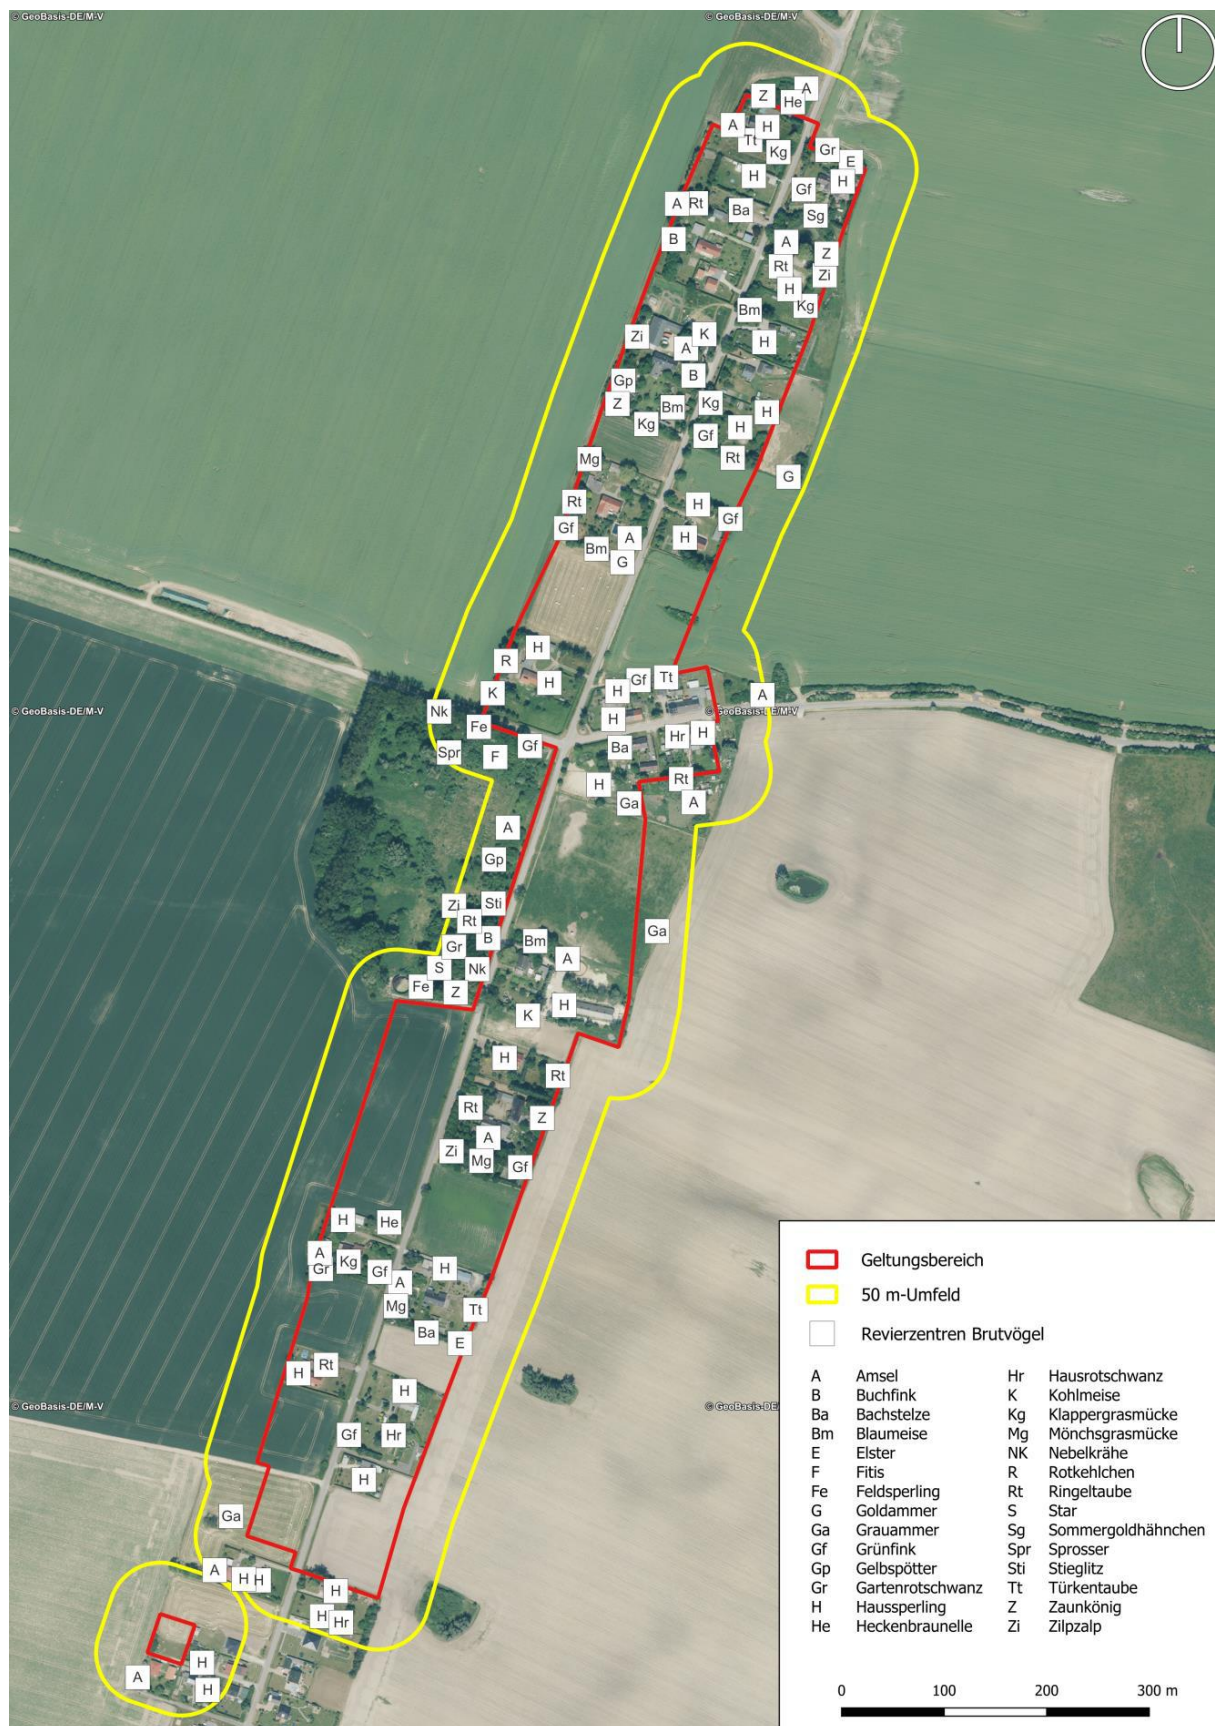 © GeoBasis-DE/M-V
© GeoBasis-DE/M-V
A
Z
He
A
H
Tt
Kg
Gr
E
H
H
Gf
A
Rt
Ba
Sg
B
A
Z
Rt
Zi
H
Kg
Bm
Zi
K
A
H
B
Gp
Z
Bm
Kg
H
Kg
H
Gf
Rt
Mg
G
Rt
H
Gf
Gf
A
H
Bm
G
H
R
H
Gf
Tt
H
K
A
© GeoBasis-DE/M-V
Nk
© GeoBasis-DE/M-V
H
Fe
Hr
H
Gf
Ba
Spr
F
Rt
H
Ga
A
A
Gp
Zi
Sti
Rt
Ga
B
Bm
Gr
A
S
Nk
Fe
Z
H
K
H
Rt
Rt
Z
A
Zi
Mg
Gf
H
He
A
Kg
Gr
Gf
H
A
Mg
Tt
Ba
E
Rt
H
H
© GeoBasis-DE/M-V
© GeoBasis-DE/M-V
Gf
Hr
H
Ga
A
H
H
H
H
Hr
H
A
H
Geltungsbereich
50 m-Umfeld
Revierzentren Brutvögel
A Amsel
B Buchfink
Ba Bachstelze
Bm Blaumeise
E Elster
F Fitis
Fe Feldsperling
G Goldammer
Ga Grauammer
Gf Grünfink
Gp Gelbspötter
Gr Gartenrotschwanz
H Haussperling
He Heckenbraunelle
Hr Hausrotschwanz
K Kohlmeise
Kg Klappergrasmücke
Mg Mönchsgrasmücke
NK Nebelkrähe
R Rotkehlchen
Rt Ringeltaube
S Star
Sg Sommergoldhähnchen
Spr Sprosser
Sti Stieglitz
Tt Türkentaube
Z Zaunkönig
Zi Zilpzalp
0 100 200 300 m